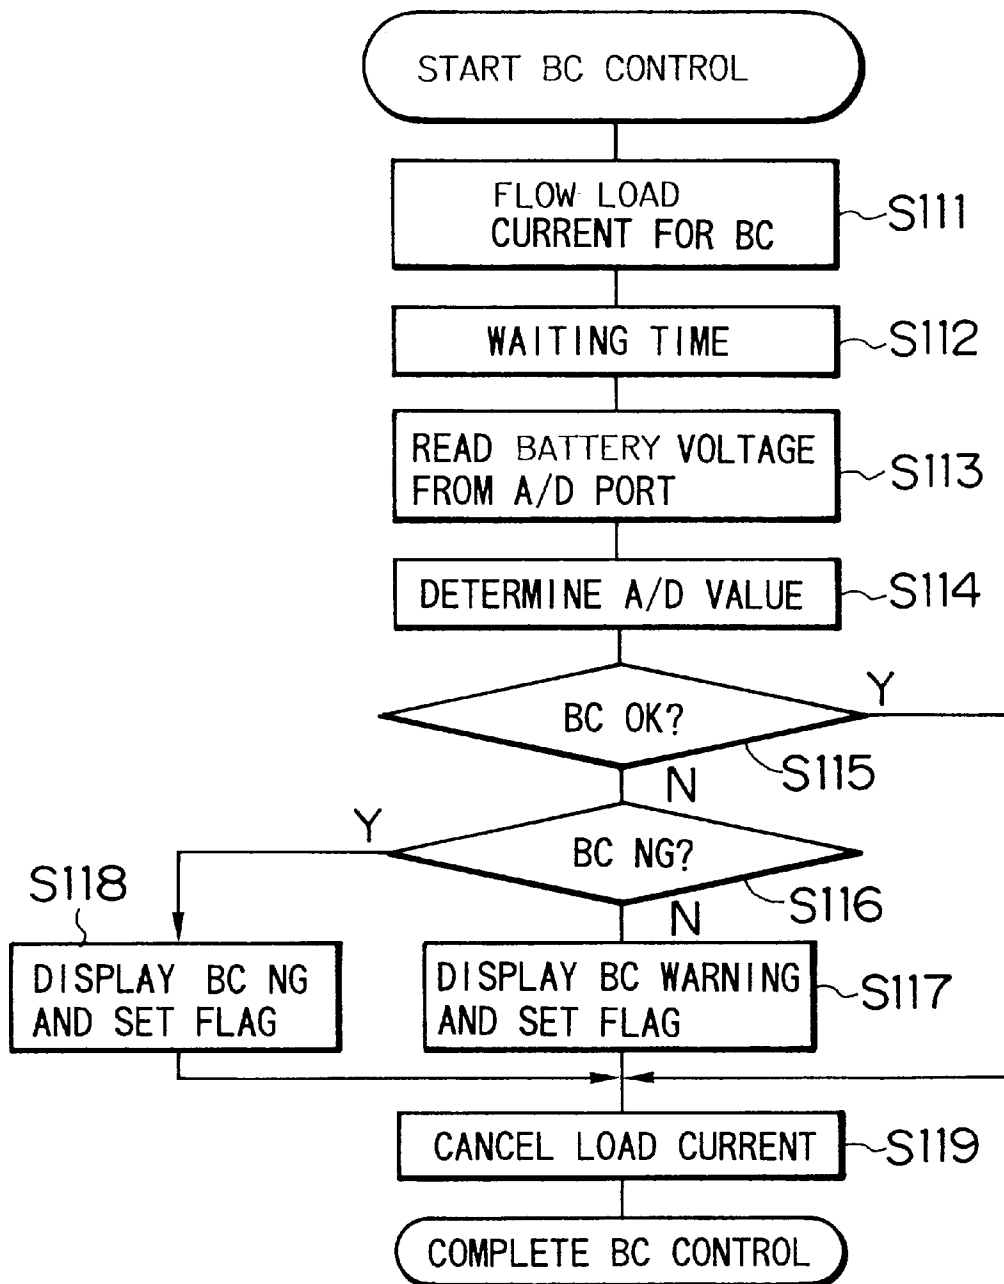 START BC CONTROL
FLOW LOAD
CURRENT FOR BC
S111
WAITING TIME
S112
READ BATTERY VOLTAGE
FROM A/D PORT
S113
DETERMINE A/D VALUE
S114
BC OK?
Y
S115
N
BC NG?
Y
S116
N
S118
DISPLAY BC NG
AND SET FLAG
DISPLAY BC WARNING
AND SET FLAG
S117
CANCEL LOAD CURRENT
S119
COMPLETE BC CONTROL